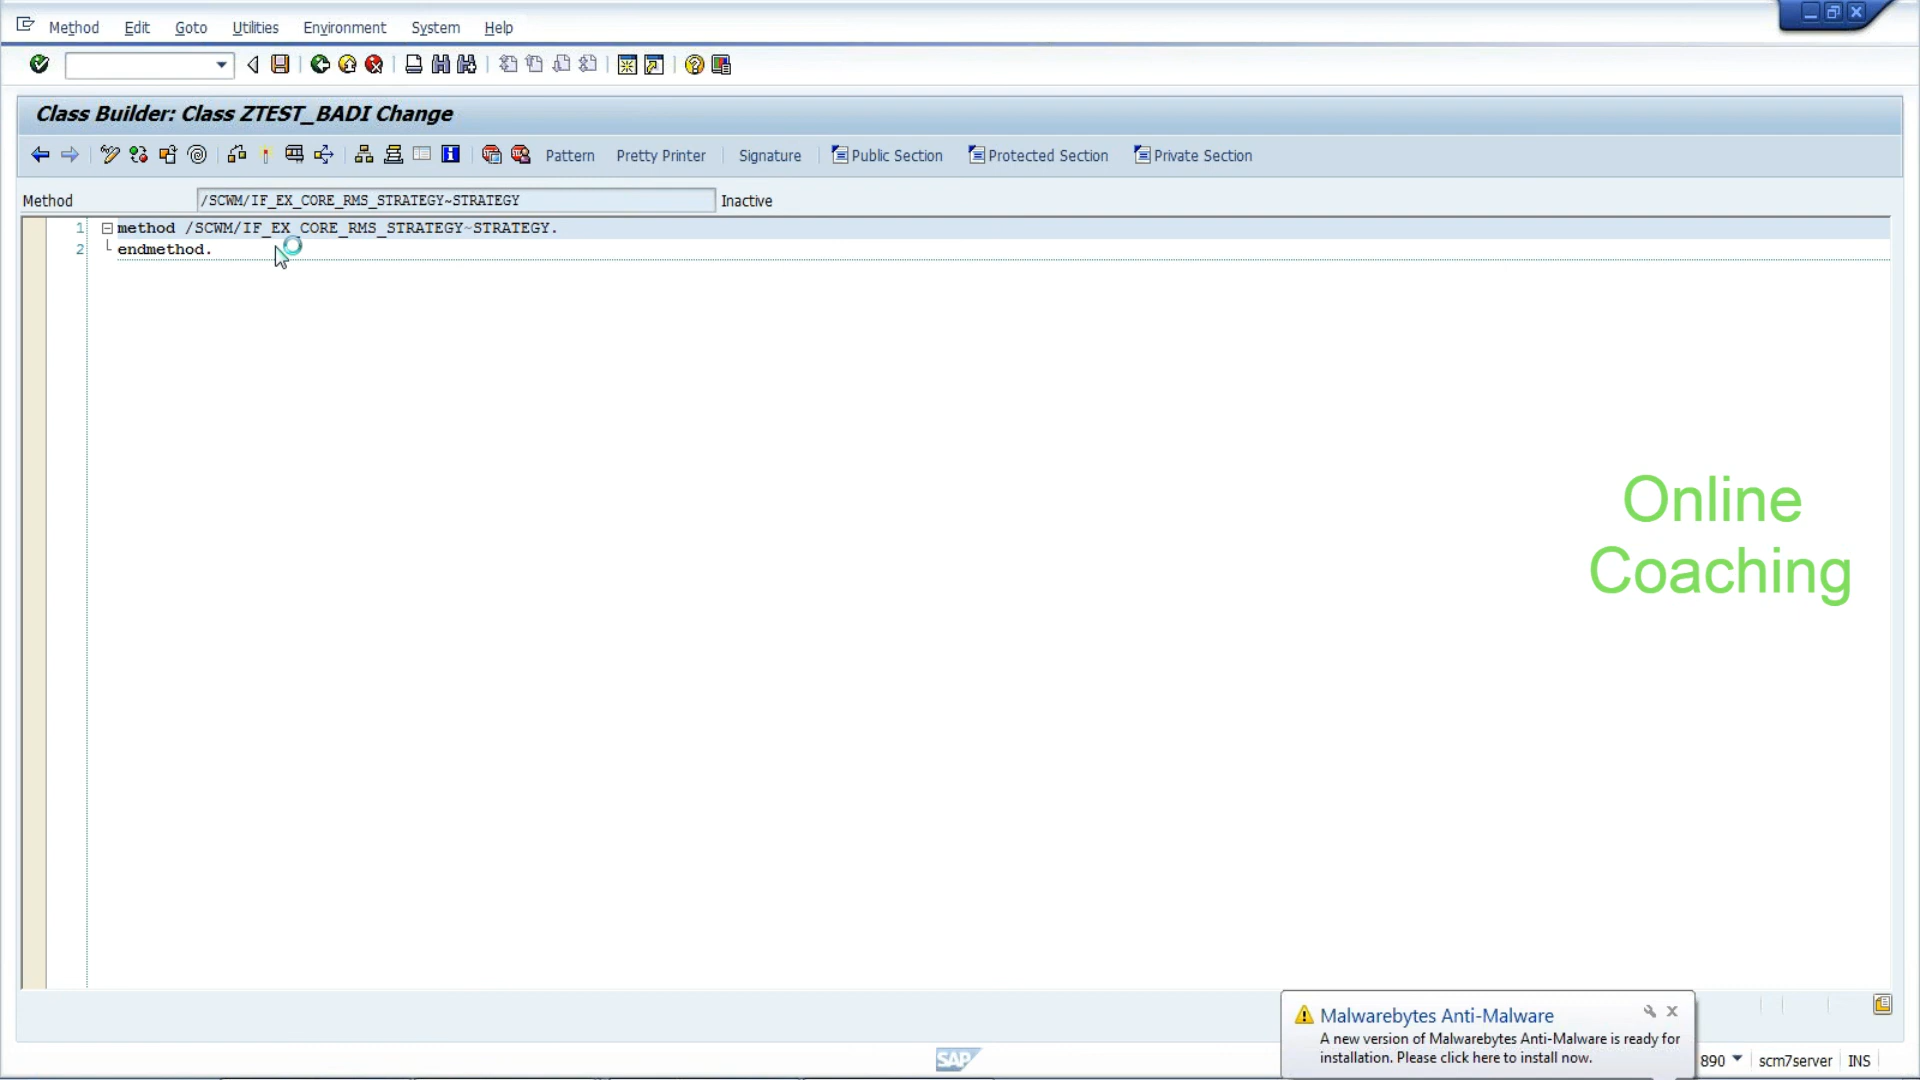 Method Edit Goto Utilities Environment System Help
Class Builder: Class ZTEST_BADI Change
Pattern Pretty Printer Signature Public Section Protected Section Private Section
Method /SCWM/IF_EX_CORE_RMS_STRATEGY~STRATEGY Inactive
1 method /SCWM/IF_EX_CORE_RMS_STRATEGY~STRATEGY.
2 endmethod.
Online
Coaching
Malwarebytes Anti-Malware
A new version of Malwarebytes Anti-Malware is ready for
installation. Please click here to install now.
SAP
890 scm7server INS